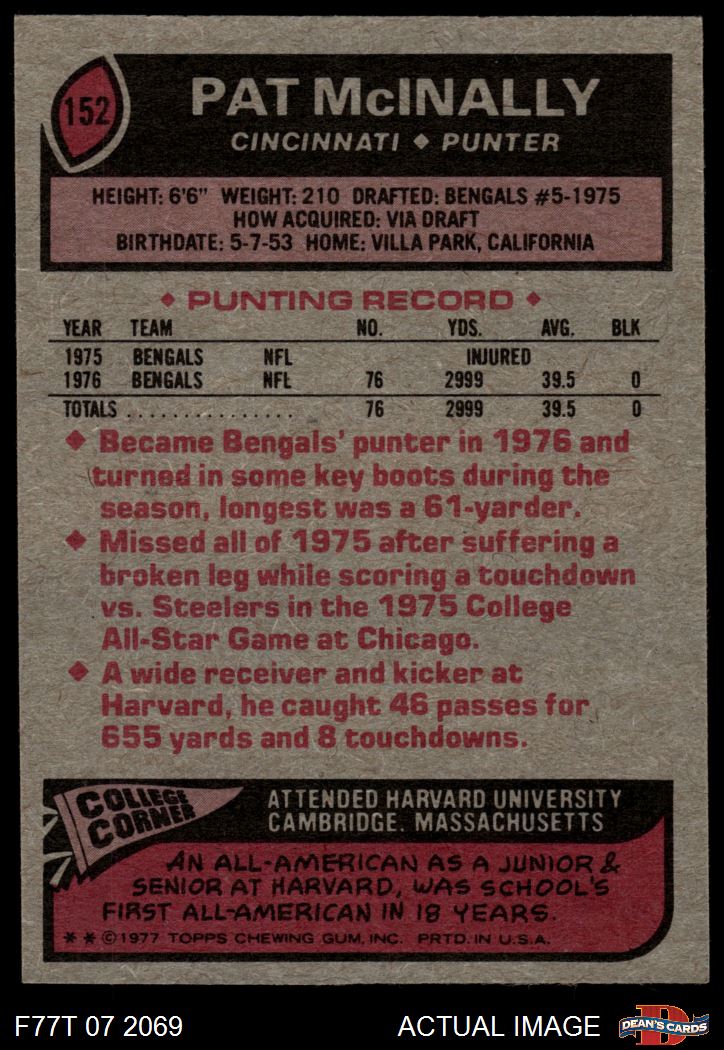 152
PAT McINALLY
CINCINNATI ◆ PUNTER
HEIGHT: 6'6" WEIGHT: 210 DRAFTED: BENGALS #5-1975
HOW ACQUIRED: VIA DRAFT
BIRTHDATE: 5-7-53 HOME: VILLA PARK, CALIFORNIA
◆ PUNTING RECORD ◆
YEAR TEAM NO. YDS. AVG. BLK
1975 BENGALS NFL INJURED
1976 BENGALS NFL 76 2999 39.5 0
TOTALS . . . . . . . . . . . . . . . 76 2999 39.5 0
◆ Became Bengals' punter in 1976 and
turned in some key boots during the
season, longest was a 61-yarder.
◆ Missed all of 1975 after suffering a
broken leg while scoring a touchdown
vs. Steelers in the 1975 College
All-Star Game at Chicago.
◆ A wide receiver and kicker at
Harvard, he caught 46 passes for
655 yards and 8 touchdowns.
COLLEGE
CORNER
ATTENDED HARVARD UNIVERSITY
CAMBRIDGE. MASSACHUSETTS
AN ALL-AMERICAN AS A JUNIOR &
SENIOR AT HARVARD, WAS SCHOOL'S
FIRST ALL-AMERICAN IN 18 YEARS.
* * © 1977 TOPPS CHEWING GUM, INC. PRTD. IN U.S.A.
F77T 07 2069
ACTUAL IMAGE
D
DEAN'S CARDS